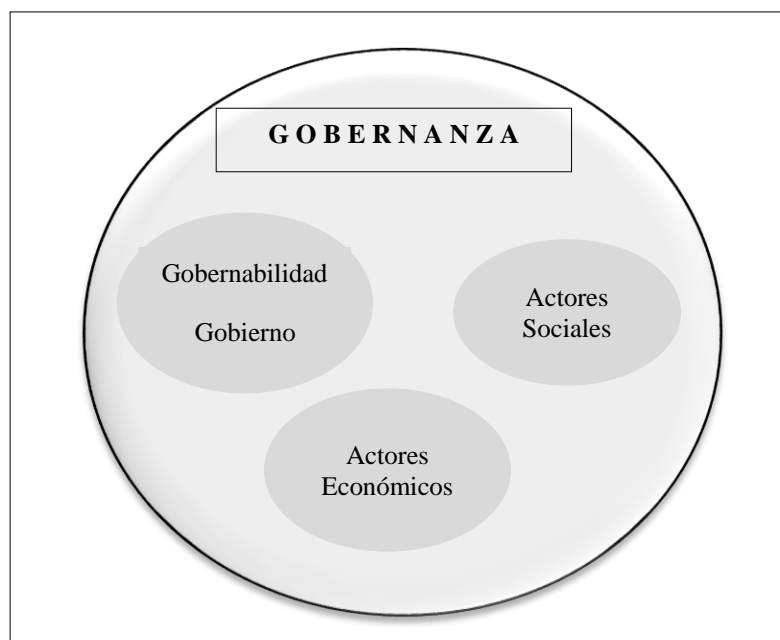 G O B E R N A N Z A
Gobernabilidad
Gobierno
Actores
Sociales
Actores
Económicos